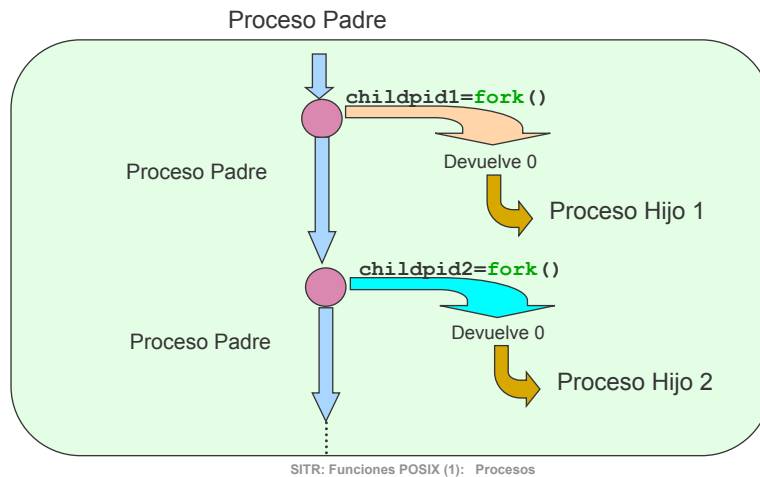 Proceso Padre
childpid1=fork()
Devuelve 0
Proceso Padre
Proceso Hijo 1
childpid2=fork()
Devuelve 0
Proceso Padre
Proceso Hijo 2
SITR: Funciones POSIX (1): Procesos